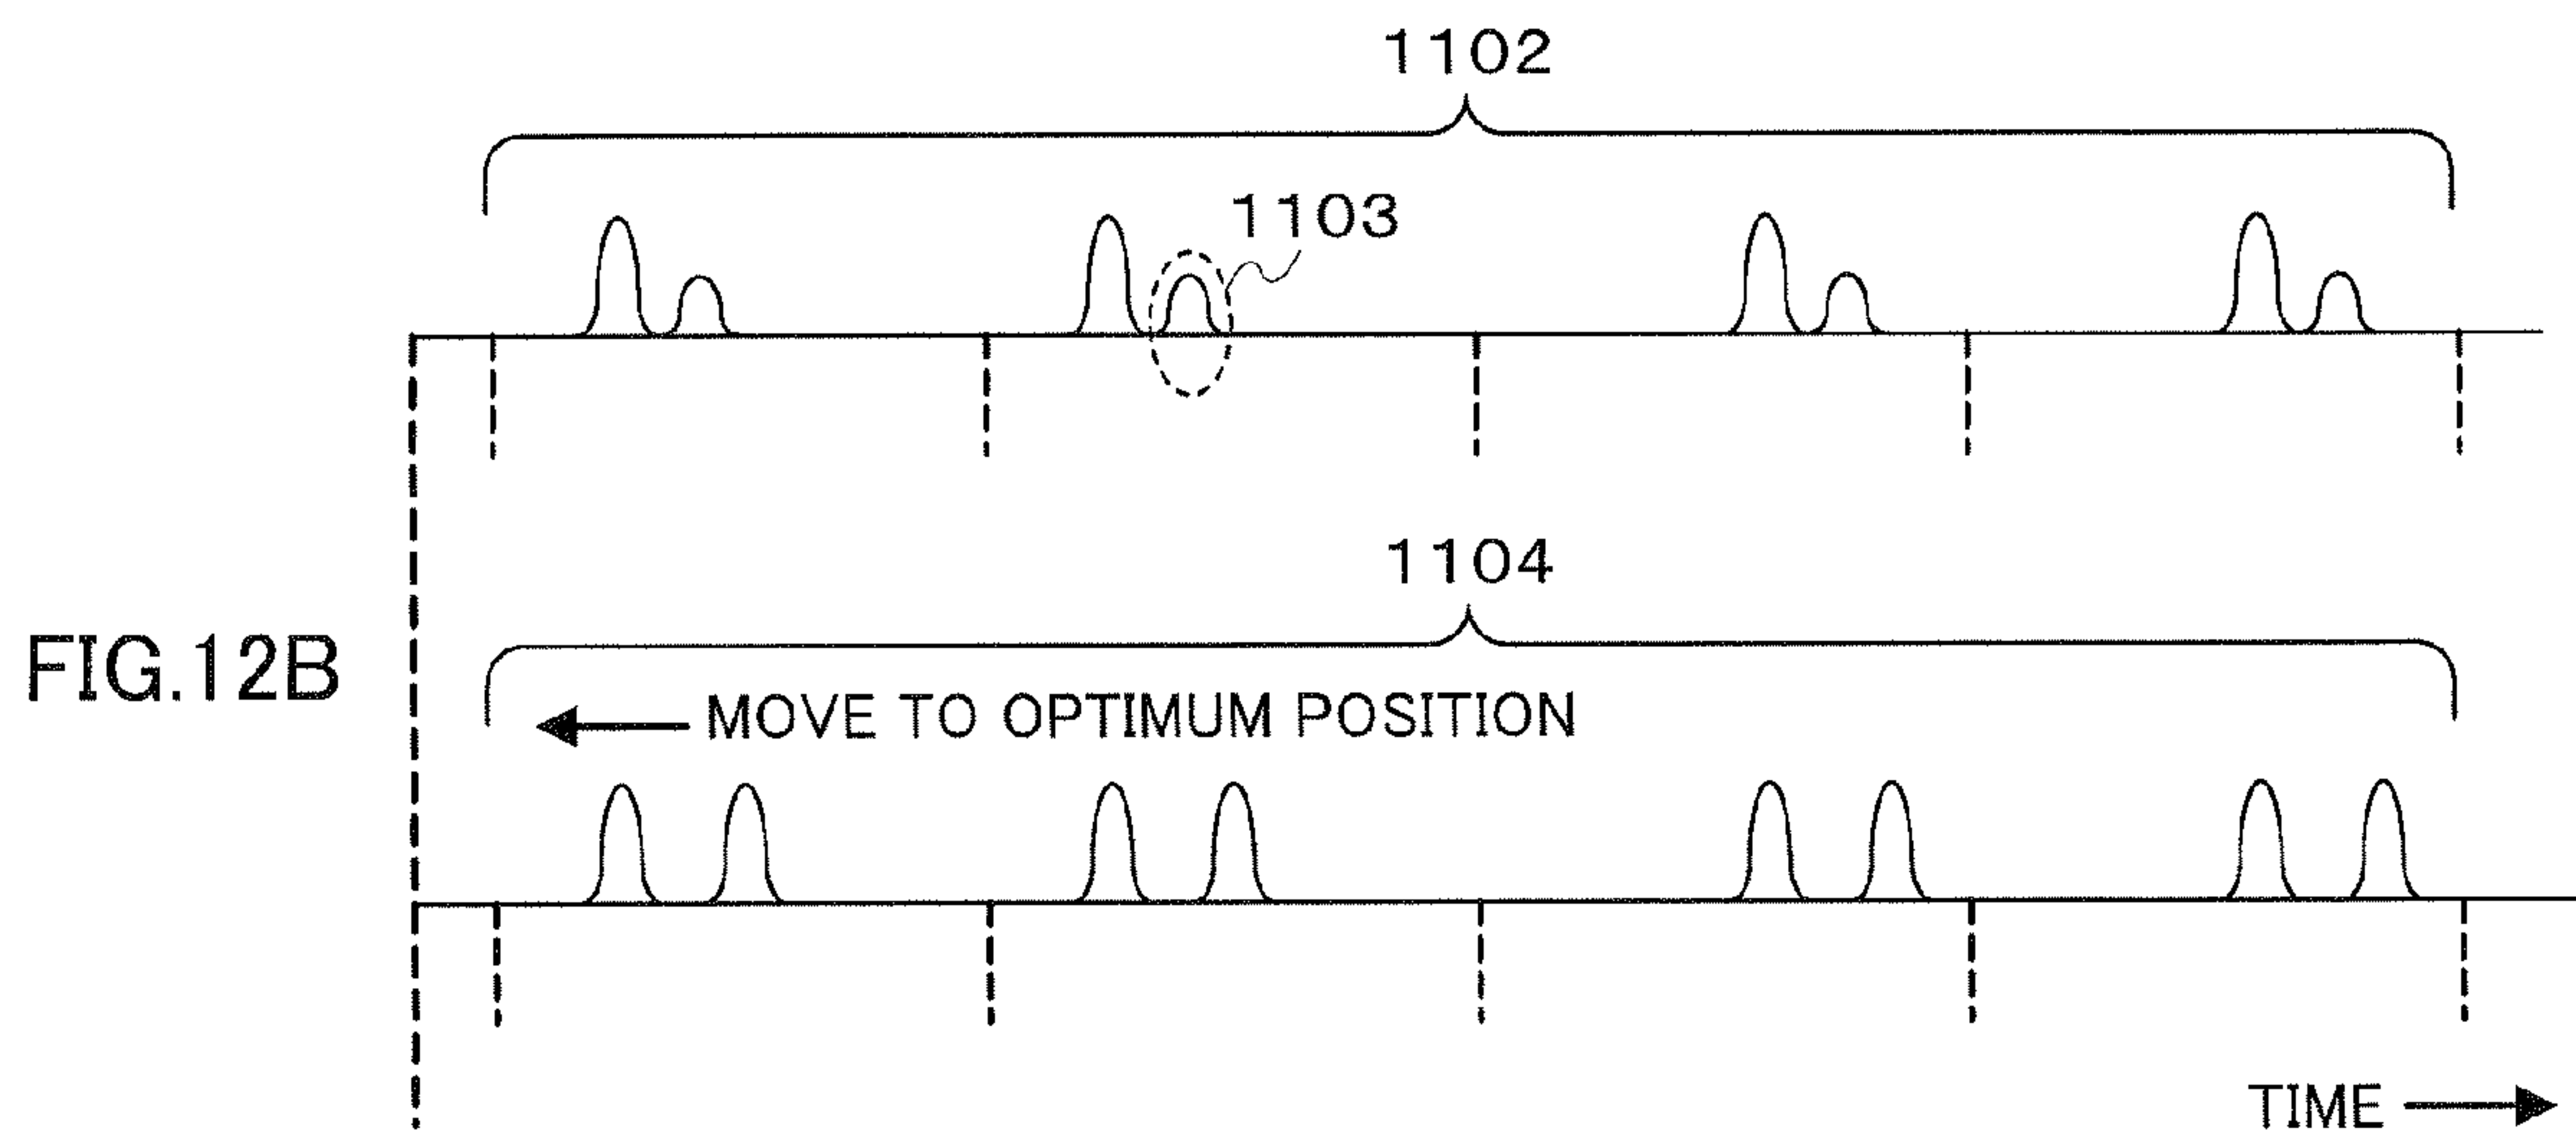 1102
1103
1104
FIG.12B
MOVE TO OPTIMUM POSITION
TIME